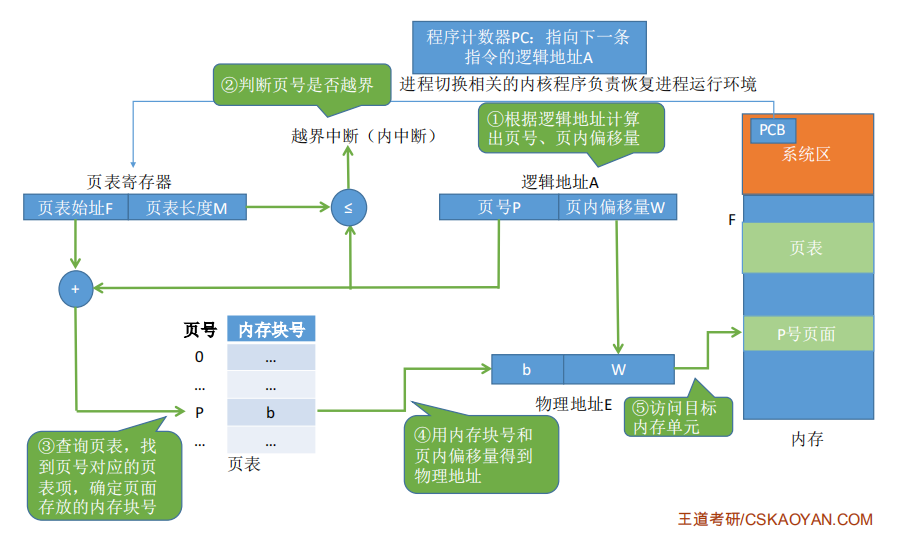 程序计数器PC：指向下一条
指令的逻辑地址A
②判断页号是否越界
进程切换相关的内核程序负责恢复进程运行环境
①根据逻辑地址计算
出页号、页内偏移量
PCB
系统区
越界中断（内中断）
页表寄存器
逻辑地址A
页表始址F
页表长度M
≤
页号P
页内偏移量W
F
页表
+
页号
内存块号
0
...
...
...
P
b
...
...
页表
b
W
物理地址E
P号页面
内存
③查询页表，找
到页号对应的页
表项，确定页面
存放的内存块号
④用内存块号和
页内偏移量得到
物理地址
⑤访问目标
内存单元
王道考研/CSKAOYAN.COM